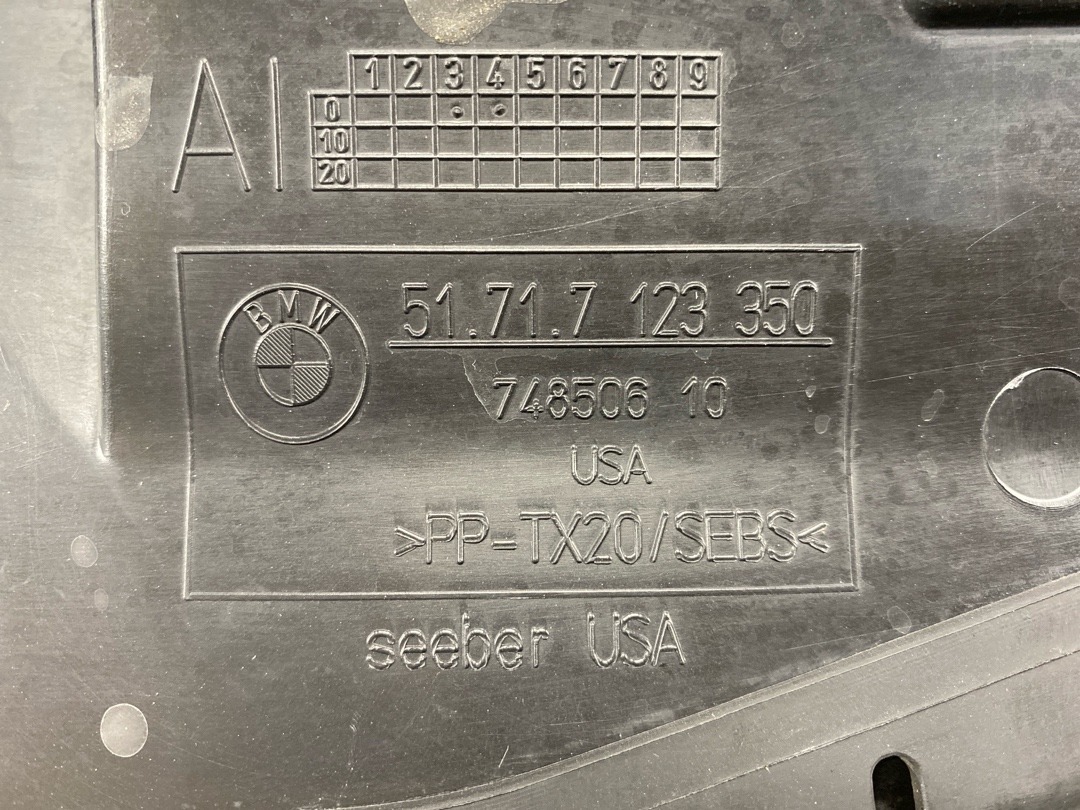 AI 1 2 3 4 5 6 7 8 9
0
10
20
BMW
51.71.7 123 350
748506 10
USA
>PP-TX20/SEBS<
seeber USA